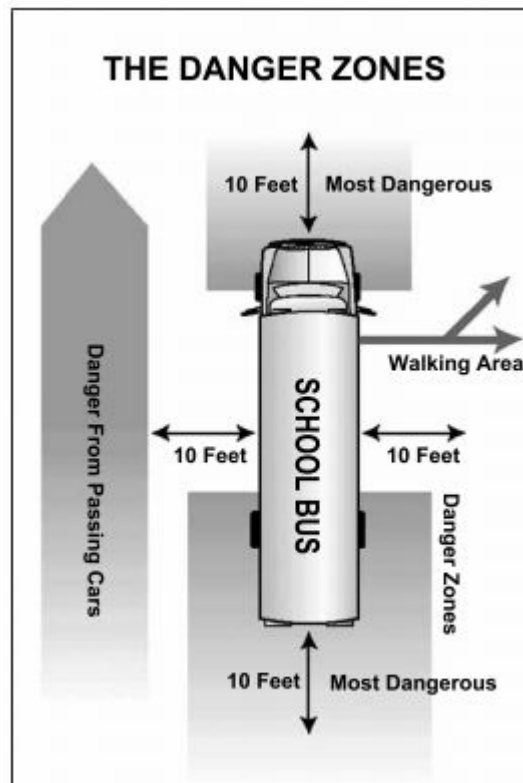 THE DANGER ZONES
10 Feet
Most Dangerous
Walking Area
SCHOOL BUS
Danger From Passing Cars
10 Feet
10 Feet
Danger Zones
10 Feet
Most Dangerous